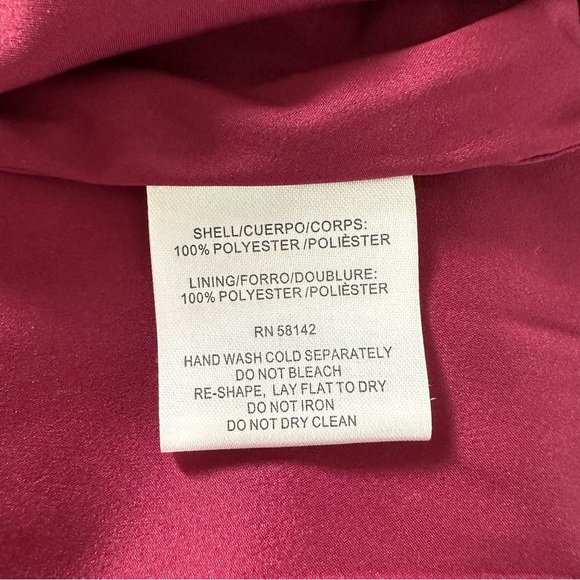 SHELL/CUERPO/CORPS:
100% POLYESTER /POLIÈSTER
LINING/FORRO/DOUBLURE:
100% POLYESTER /POLIÈSTER
RN 58142
HAND WASH COLD SEPARATELY
DO NOT BLEACH
RE-SHAPE, LAY FLAT TO DRY
DO NOT IRON
DO NOT DRY CLEAN